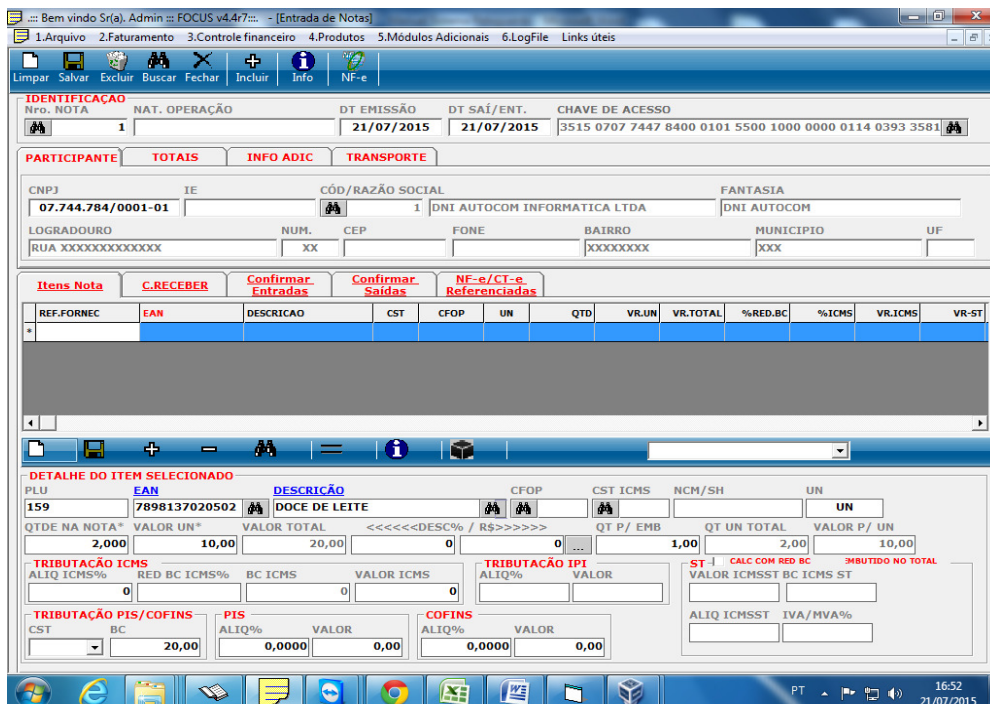 .::: Bem vindo Sr(a). Admin ::: FOCUS v4.4r7:::. - [Entrada de Notas]
1.Arquivo 2.Faturamento 3.Controle financeiro 4.Produtos 5.Módulos Adicionais 6.LogFile Links úteis
Limpar Salvar Excluir Buscar Fechar Incluir Info NF-e
IDENTIFICAÇAO
Nro. NOTA NAT. OPERAÇÃO DT EMISSÃO DT SAÍ/ENT. CHAVE DE ACESSO
1 21/07/2015 21/07/2015 3515 0707 7447 8400 0101 5500 1000 0000 0114 0393 3581
PARTICIPANTE TOTAIS INFO ADIC TRANSPORTE
CNPJ IE CÓD/RAZÃO SOCIAL FANTASIA
07.744.784/0001-01 1 DNI AUTOCOM INFORMATICA LTDA DNI AUTOCOM
LOGRADOURO NUM. CEP FONE BAIRRO MUNICIPIO UF
RUA XXXXXXXXXXXXX XX XXXXXXXX XXX
Itens Nota C.RECEBER Confirmar Entradas Confirmar Saídas NF-e/CT-e Referenciadas
REF.FORNEC EAN DESCRICAO CST CFOP UN QTD VR.UN VR.TOTAL %RED.BC %ICMS VR.ICMS VR-ST
*
DETALHE DO ITEM SELECIONADO
PLU EAN DESCRIÇÃO CFOP CST ICMS NCM/SH UN
159 7898137020502 DOCE DE LEITE UN
QTDE NA NOTA* VALOR UN* VALOR TOTAL <<<<<<DESC% / R$>>>>>> QT P/ EMB QT UN TOTAL VALOR P/ UN
2,000 10,00 20,00 0 0 ... 1,00 2,00 10,00
TRIBUTAÇÃO ICMS TRIBUTAÇÃO IPI ST CALC COM RED BC MBUTIDO NO TOTAL
ALIQ ICMS% RED BC ICMS% BC ICMS VALOR ICMS ALIQ% VALOR VALOR ICMSST BC ICMS ST
0 0 0
TRIBUTAÇÃO PIS/COFINS PIS COFINS ALIQ ICMSST IVA/MVA%
CST BC ALIQ% VALOR ALIQ% VALOR
20,00 0,0000 0,00 0,0000 0,00
PT 16:52
21/07/2015